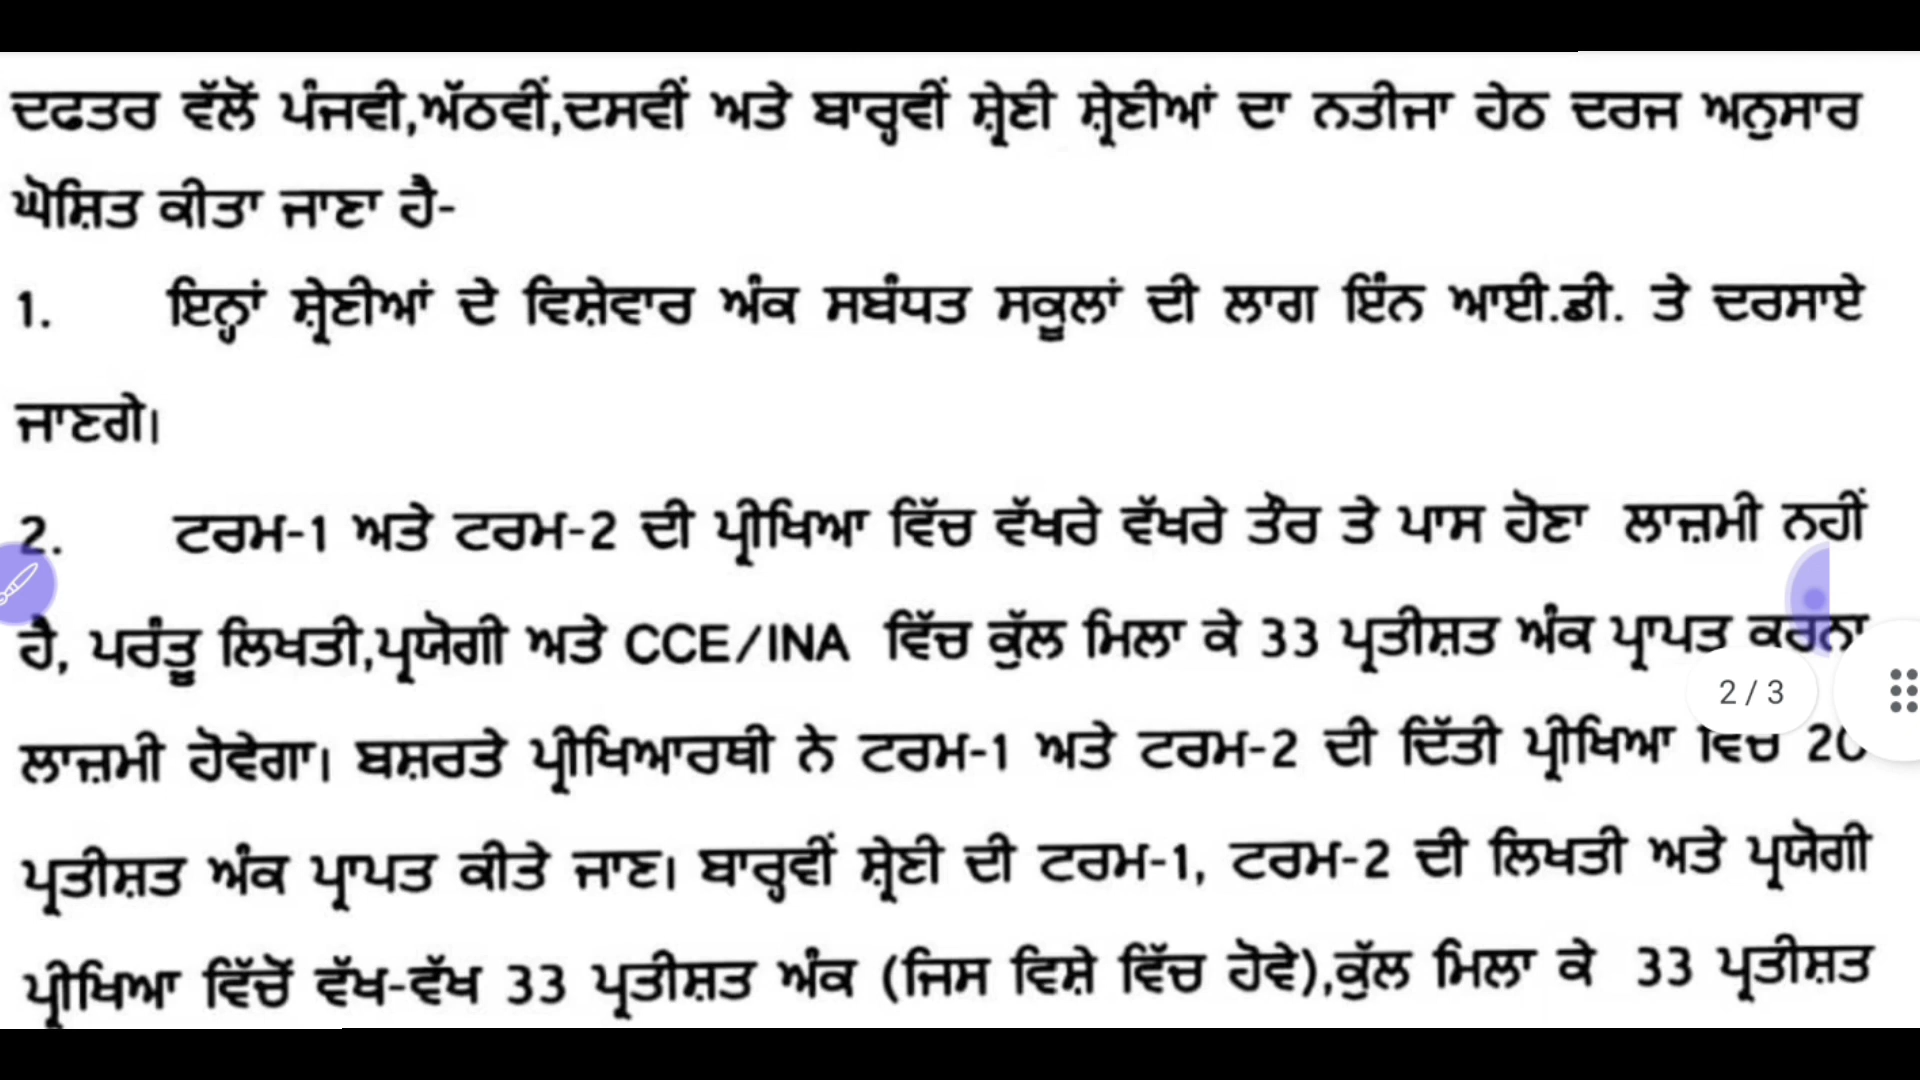 ਦਫਤਰ ਵੱਲੋਂ ਪੰਜਵੀ,ਅੱਠਵੀਂ,ਦਸਵੀਂ ਅਤੇ ਬਾਰ੍ਹਵੀਂ ਸ਼੍ਰੇਣੀ ਸ਼੍ਰੇਣੀਆਂ ਦਾ ਨਤੀਜਾ ਹੇਠ ਦਰਜ ਅਨੁਸਾਰ
ਘੋਸ਼ਿਤ ਕੀਤਾ ਜਾਣਾ ਹੈ-
1. ਇਨ੍ਹਾਂ ਸ਼੍ਰੇਣੀਆਂ ਦੇ ਵਿਸ਼ੇਵਾਰ ਅੰਕ ਸਬੰਧਤ ਸਕੂਲਾਂ ਦੀ ਲਾਗ ਇੰਨ ਆਈ.ਡੀ. ਤੇ ਦਰਸਾਏ
ਜਾਣਗੇ।
2. ਟਰਮ-1 ਅਤੇ ਟਰਮ-2 ਦੀ ਪ੍ਰੀਖਿਆ ਵਿੱਚ ਵੱਖਰੇ ਵੱਖਰੇ ਤੌਰ ਤੇ ਪਾਸ ਹੋਣਾ ਲਾਜ਼ਮੀ ਨਹੀਂ
ਹੈ, ਪਰੰਤੂ ਲਿਖਤੀ,ਪ੍ਰਯੋਗੀ ਅਤੇ CCE/INA ਵਿੱਚ ਕੁੱਲ ਮਿਲਾ ਕੇ 33 ਪ੍ਰਤੀਸ਼ਤ ਅੰਕ ਪ੍ਰਾਪਤ ਕਰਨਾ
2 / 3
ਲਾਜ਼ਮੀ ਹੋਵੇਗਾ। ਬਸ਼ਰਤੇ ਪ੍ਰੀਖਿਆਰਥੀ ਨੇ ਟਰਮ-1 ਅਤੇ ਟਰਮ-2 ਦੀ ਦਿੱਤੀ ਪ੍ਰੀਖਿਆ ਵਿੱਚ 20
ਪ੍ਰਤੀਸ਼ਤ ਅੰਕ ਪ੍ਰਾਪਤ ਕੀਤੇ ਜਾਣ। ਬਾਰ੍ਹਵੀਂ ਸ਼੍ਰੇਣੀ ਦੀ ਟਰਮ-1, ਟਰਮ-2 ਦੀ ਲਿਖਤੀ ਅਤੇ ਪ੍ਰਯੋਗੀ
ਪ੍ਰੀਖਿਆ ਵਿੱਚੋਂ ਵੱਖ-ਵੱਖ 33 ਪ੍ਰਤੀਸ਼ਤ ਅੰਕ (ਜਿਸ ਵਿਸ਼ੇ ਵਿੱਚ ਹੋਵੇ),ਕੁੱਲ ਮਿਲਾ ਕੇ 33 ਪ੍ਰਤੀਸ਼ਤ